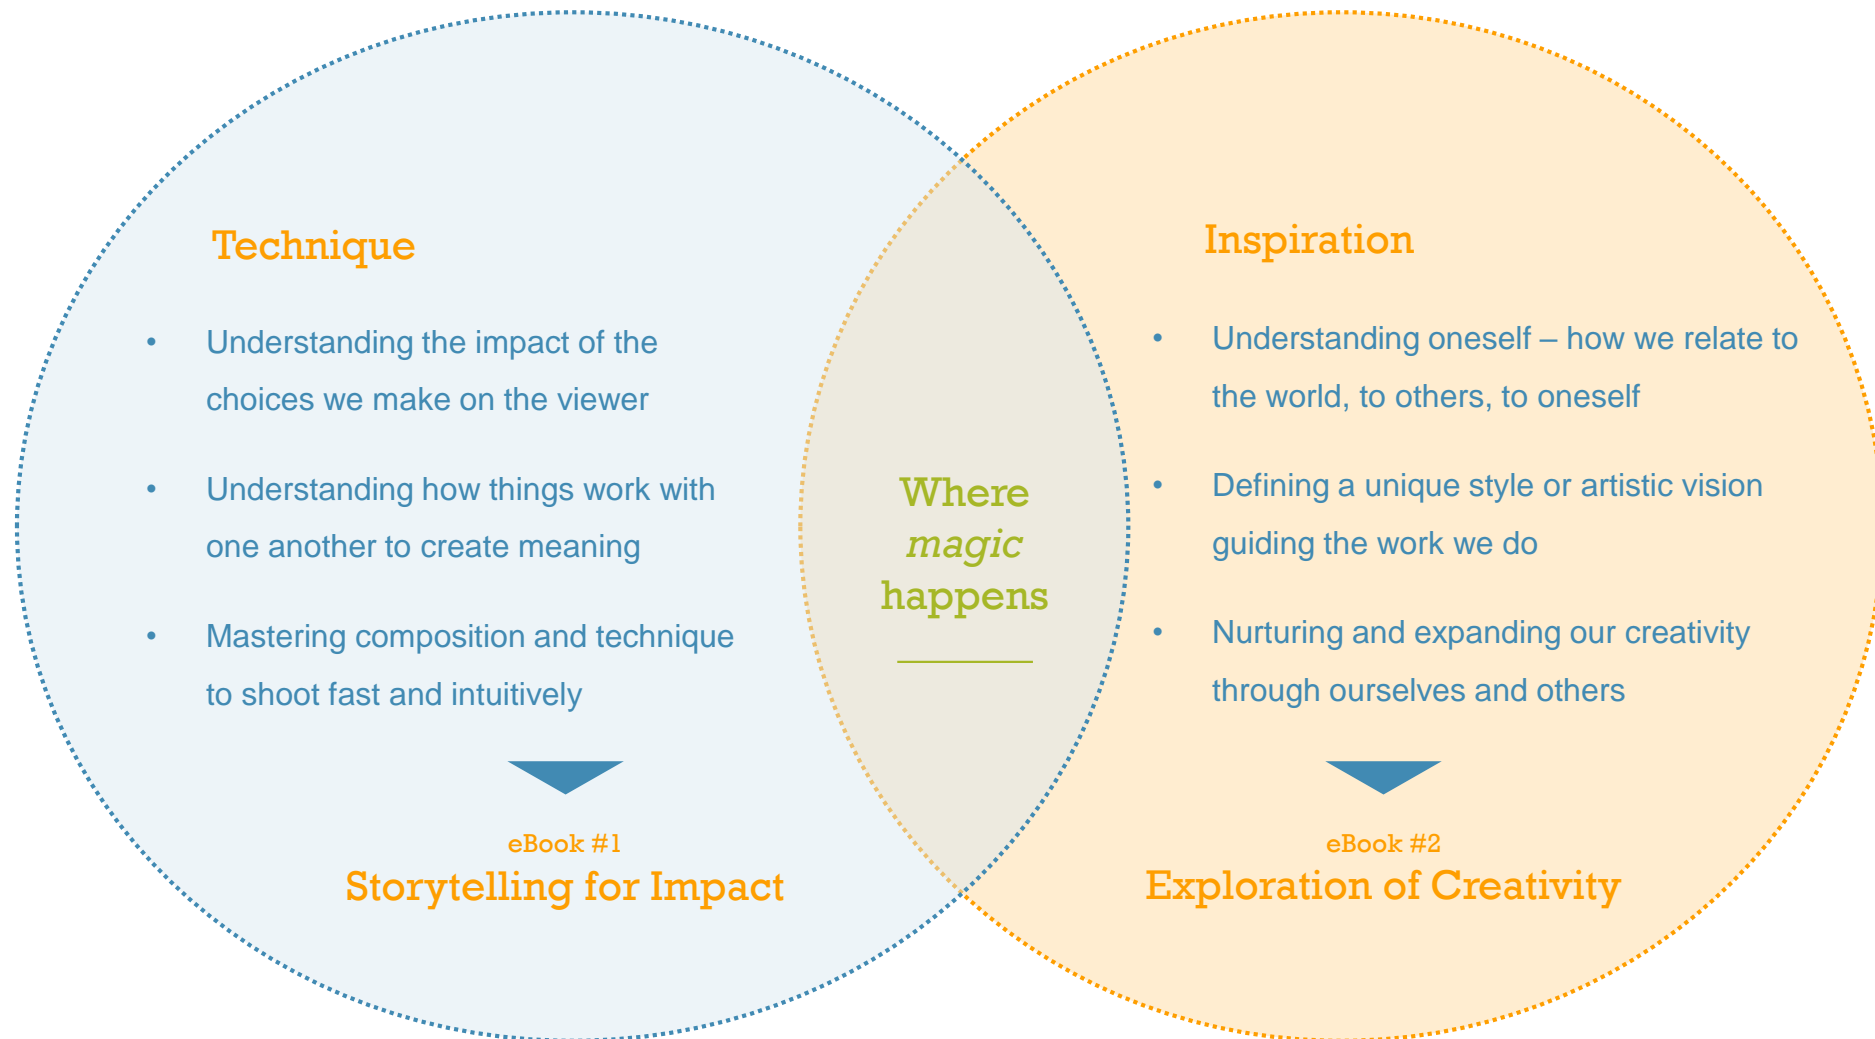 Technique
• Understanding the impact of the
choices we make on the viewer
• Understanding how things work with
one another to create meaning
• Mastering composition and technique
to shoot fast and intuitively
eBook #1
Storytelling for Impact
Where
magic
happens
Inspiration
• Understanding oneself – how we relate to
the world, to others, to oneself
• Defining a unique style or artistic vision
guiding the work we do
• Nurturing and expanding our creativity
through ourselves and others
eBook #2
Exploration of Creativity